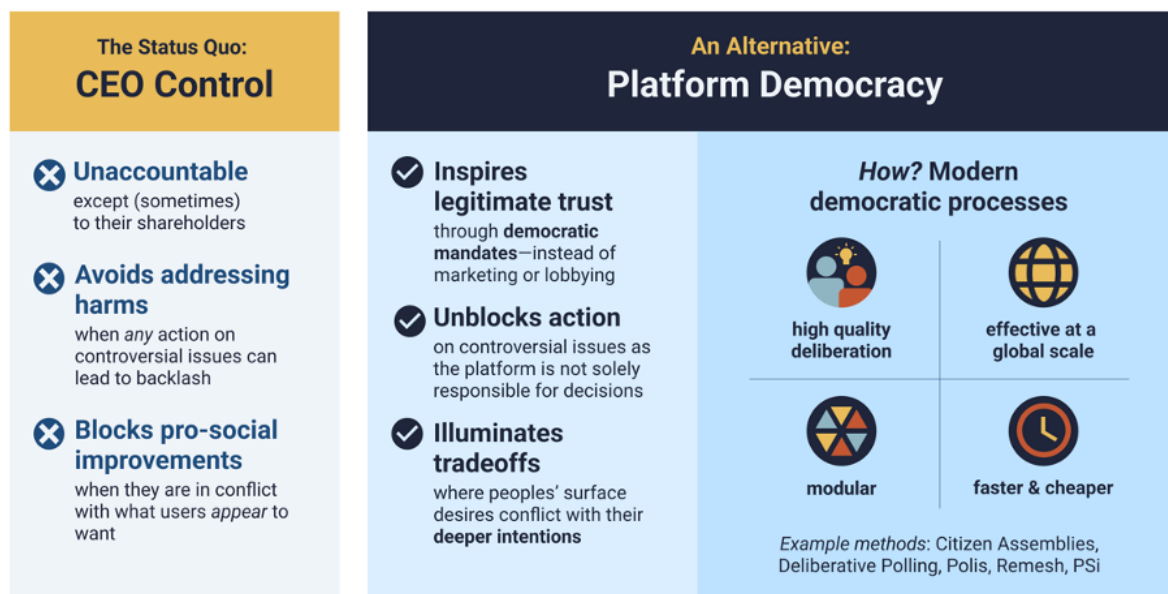 The Status Quo:
CEO Control
Unaccountable
except (sometimes)
to their shareholders
Avoids addressing
harms
when any action on
controversial issues can
lead to backlash
Blocks pro-social
improvements
when they are in conflict
with what users appear to
want
An Alternative:
Platform Democracy
Inspires
legitimate trust
through democratic
mandates—instead of
marketing or lobbying
Unblocks action
on controversial issues as
the platform is not solely
responsible for decisions
Illuminates
tradeoffs
where peoples’ surface
desires conflict with their
deeper intentions
How? Modern
democratic processes
high quality
deliberation
effective at a
global scale
modular
faster & cheaper
Example methods: Citizen Assemblies,
Deliberative Polling, Polis, Remesh, PSi